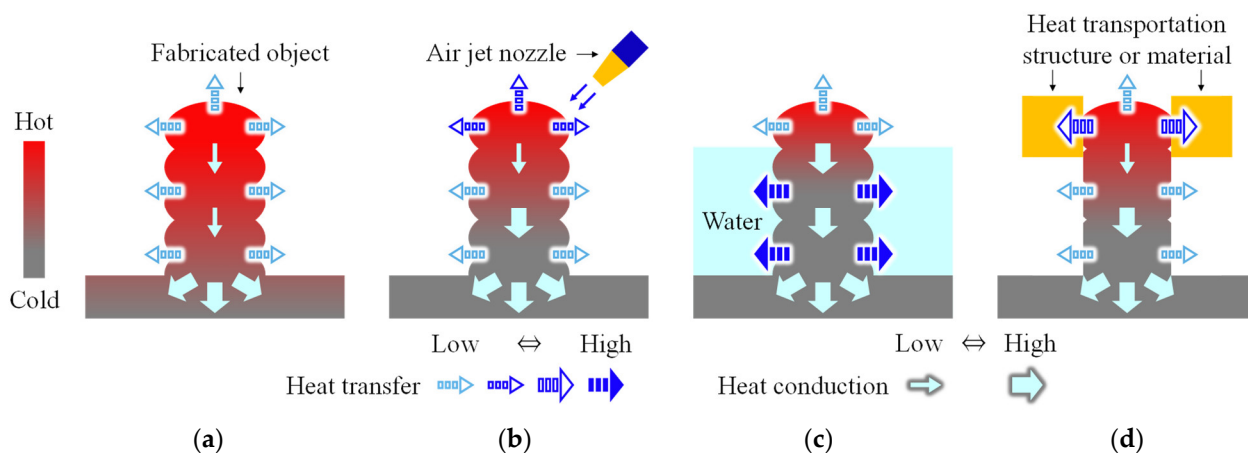 Fabricated object
Air jet nozzle
Heat transportation
structure or material
Hot
Cold
Water
Low ⇔ High
Heat transfer
Low ⇔ High
Heat conduction
(a)
(b)
(c)
(d)